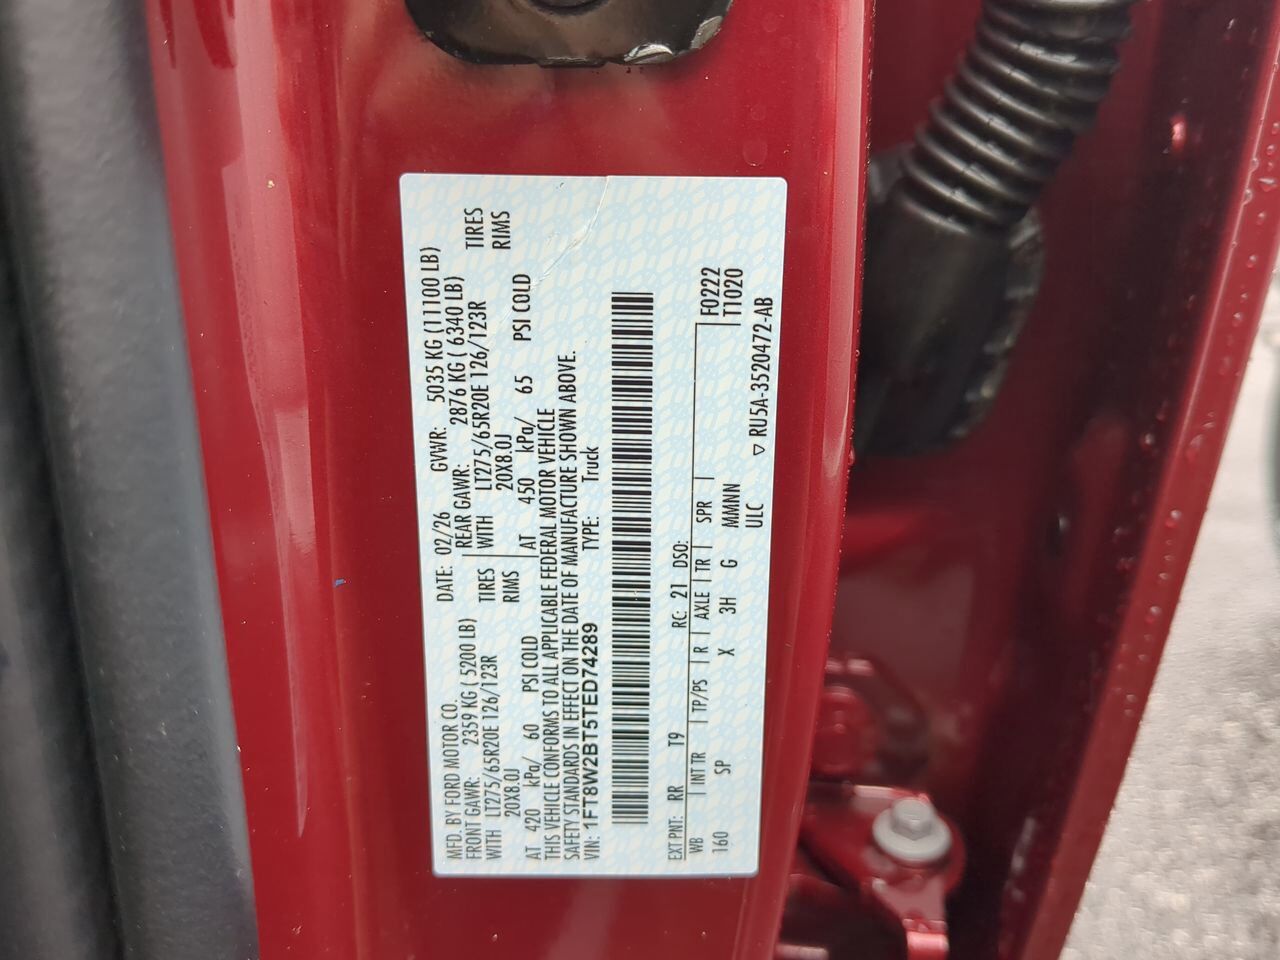 MFD. BY FORD MOTOR CO.
DATE: 02/26 GVWR: 5035 KG (11100 LB)
FRONT GAWR: 2359 KG ( 5200 LB)
REAR GAWR: 2876 KG ( 6340 LB)
WITH LT275/65R20E 126/123R TIRES
WITH LT275/65R20E 126/123R TIRES
20X8.0J RIMS
20X8.0J RIMS
AT 420 kPa/ 60 PSI COLD
AT 450 kPa/ 65 PSI COLD
THIS VEHICLE CONFORMS TO ALL APPLICABLE FEDERAL MOTOR VEHICLE
SAFETY STANDARDS IN EFFECT ON THE DATE OF MANUFACTURE SHOWN ABOVE.
VIN: 1FT8W2BT5TED74289 TYPE: Truck
EXT PNT: RR T9 RC: 21 DSO: F0222
WB INT TR TP/PS R AXLE TR SPR T1020
160 SP X 3H G MMNNN
ULC
▽ RU5A-3520472-AB